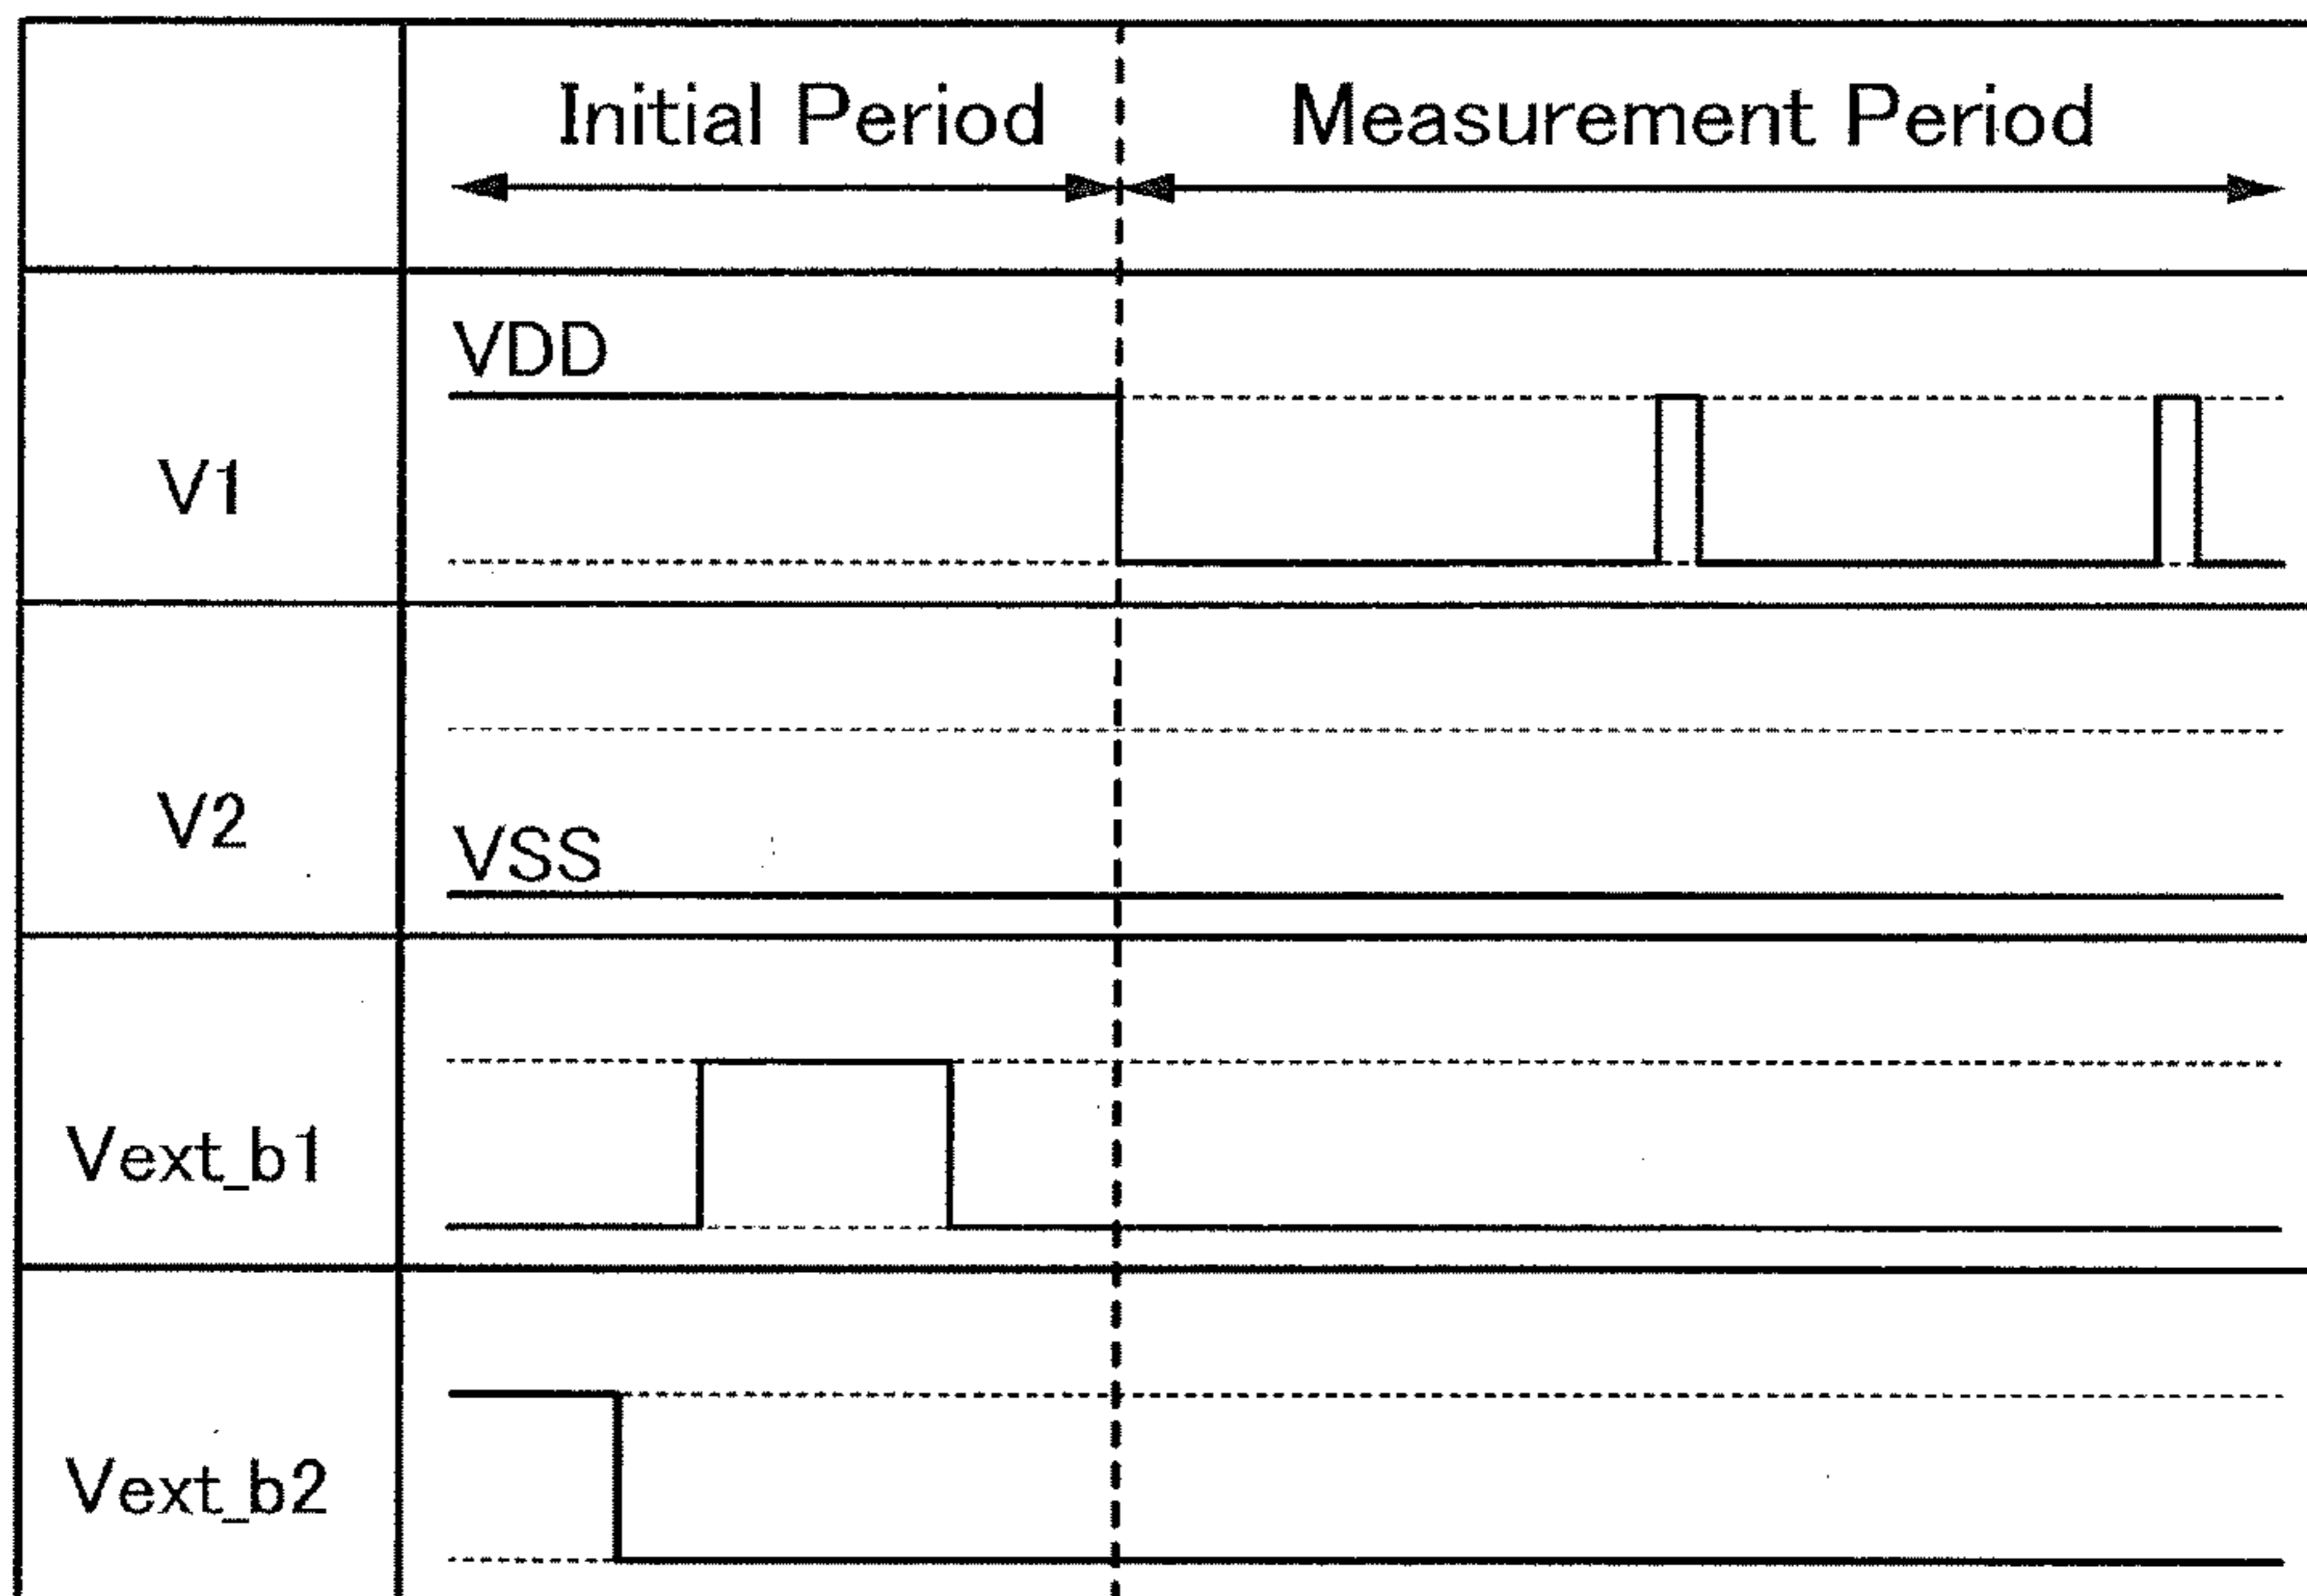 Initial Period
Measurement Period
VDD
V1
V2
VSS
Vext_b1
Vext_b2